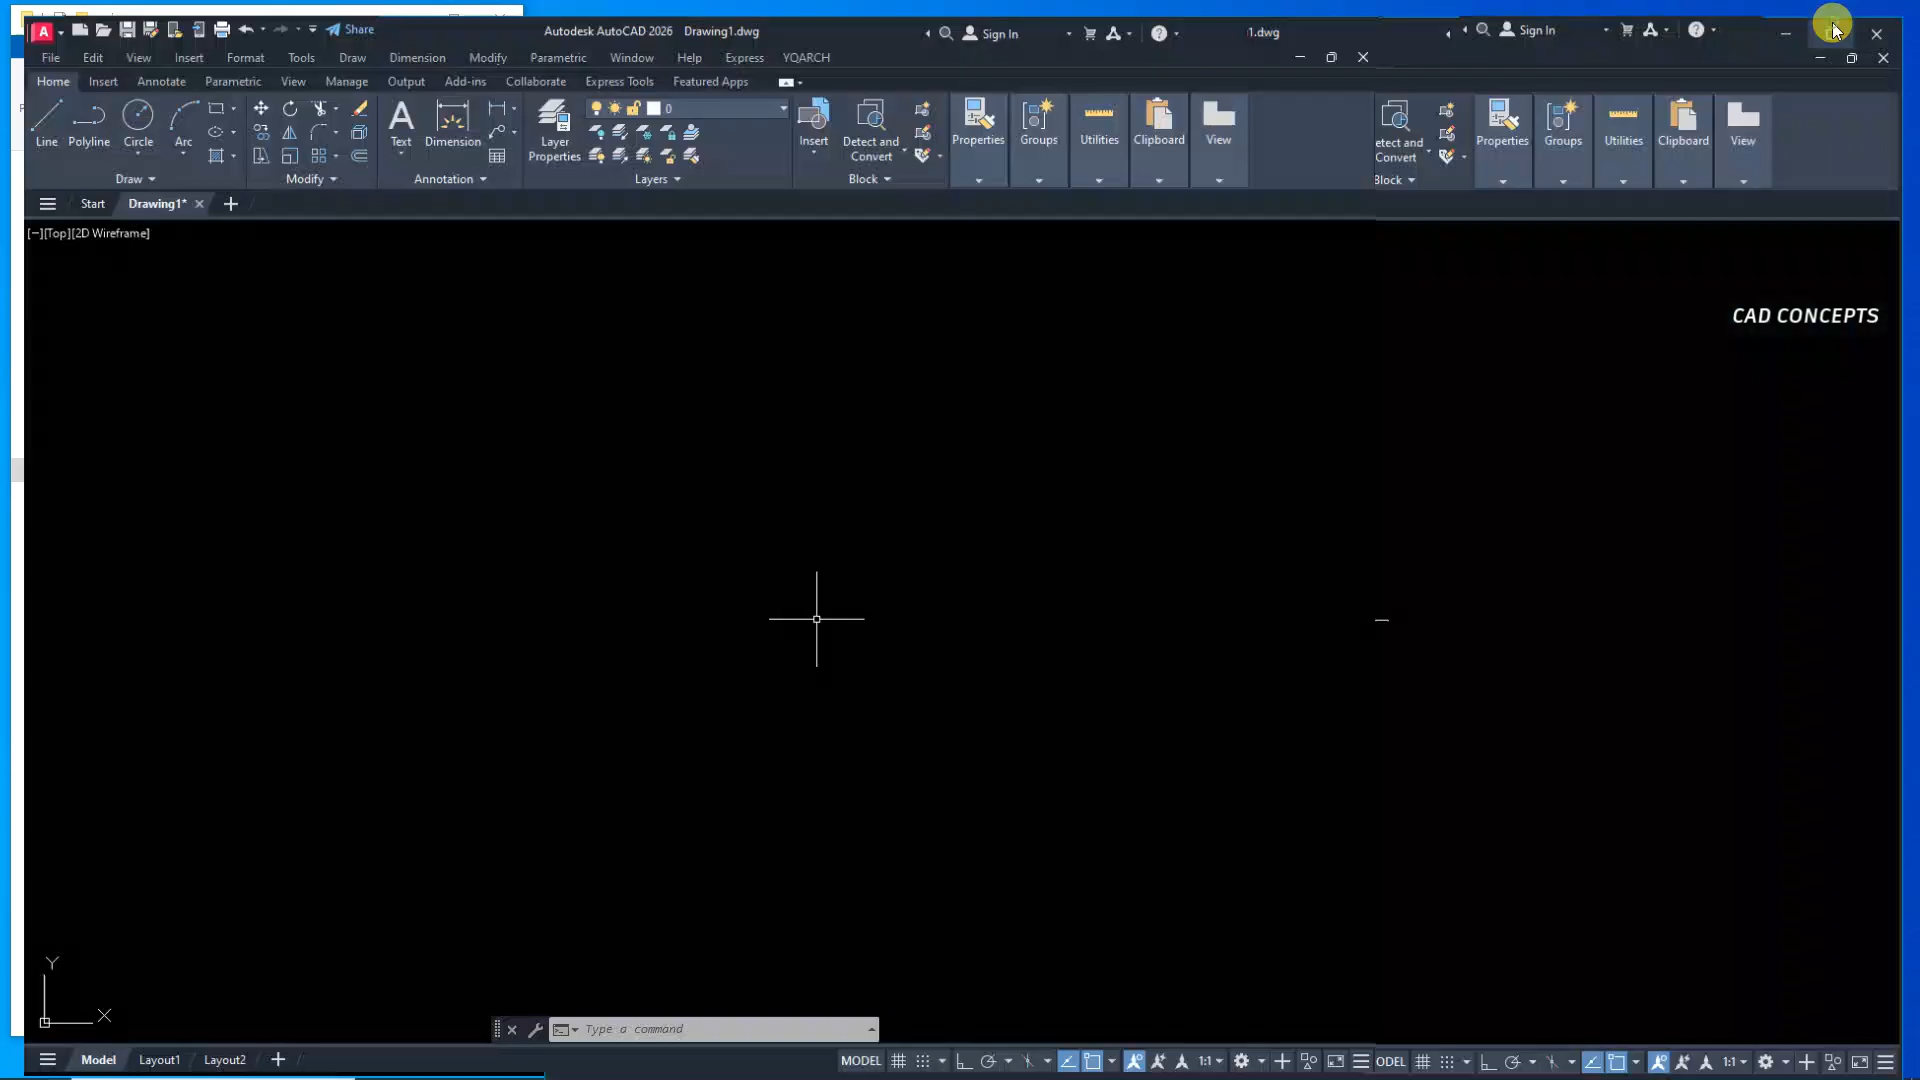 Share
Autodesk AutoCAD 2026 Drawing1.dwg
Sign In
1.dwg
Sign In
File Edit View Insert Format Tools Draw Dimension Modify Parametric Window Help Express YQARCH
Home Insert Annotate Parametric View Manage Output Add-ins Collaborate Express Tools Featured Apps
0
Line Polyline Circle Arc
Text Dimension
Layer
Properties
Insert
Detect and
Convert
Properties Groups Utilities Clipboard View
etect and
Convert
Properties Groups Utilities Clipboard View
Draw Modify Annotation Layers Block
Block
Start Drawing1*
[−][Top][2D Wireframe]
CAD CONCEPTS
Y
X
Type a command
Model Layout1 Layout2
MODEL 1:1
ODEL 1:1